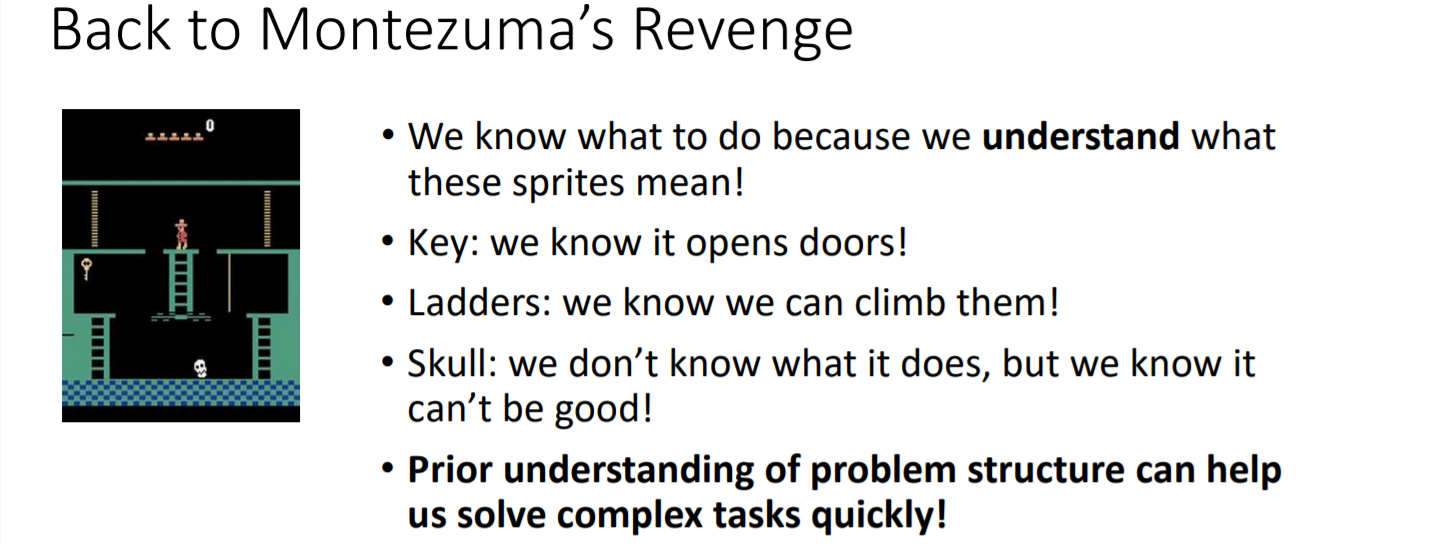 Back to Montezuma’s Revenge
0
• We know what to do because we understand what
these sprites mean!
• Key: we know it opens doors!
• Ladders: we know we can climb them!
• Skull: we don’t know what it does, but we know it
can’t be good!
• Prior understanding of problem structure can help
us solve complex tasks quickly!